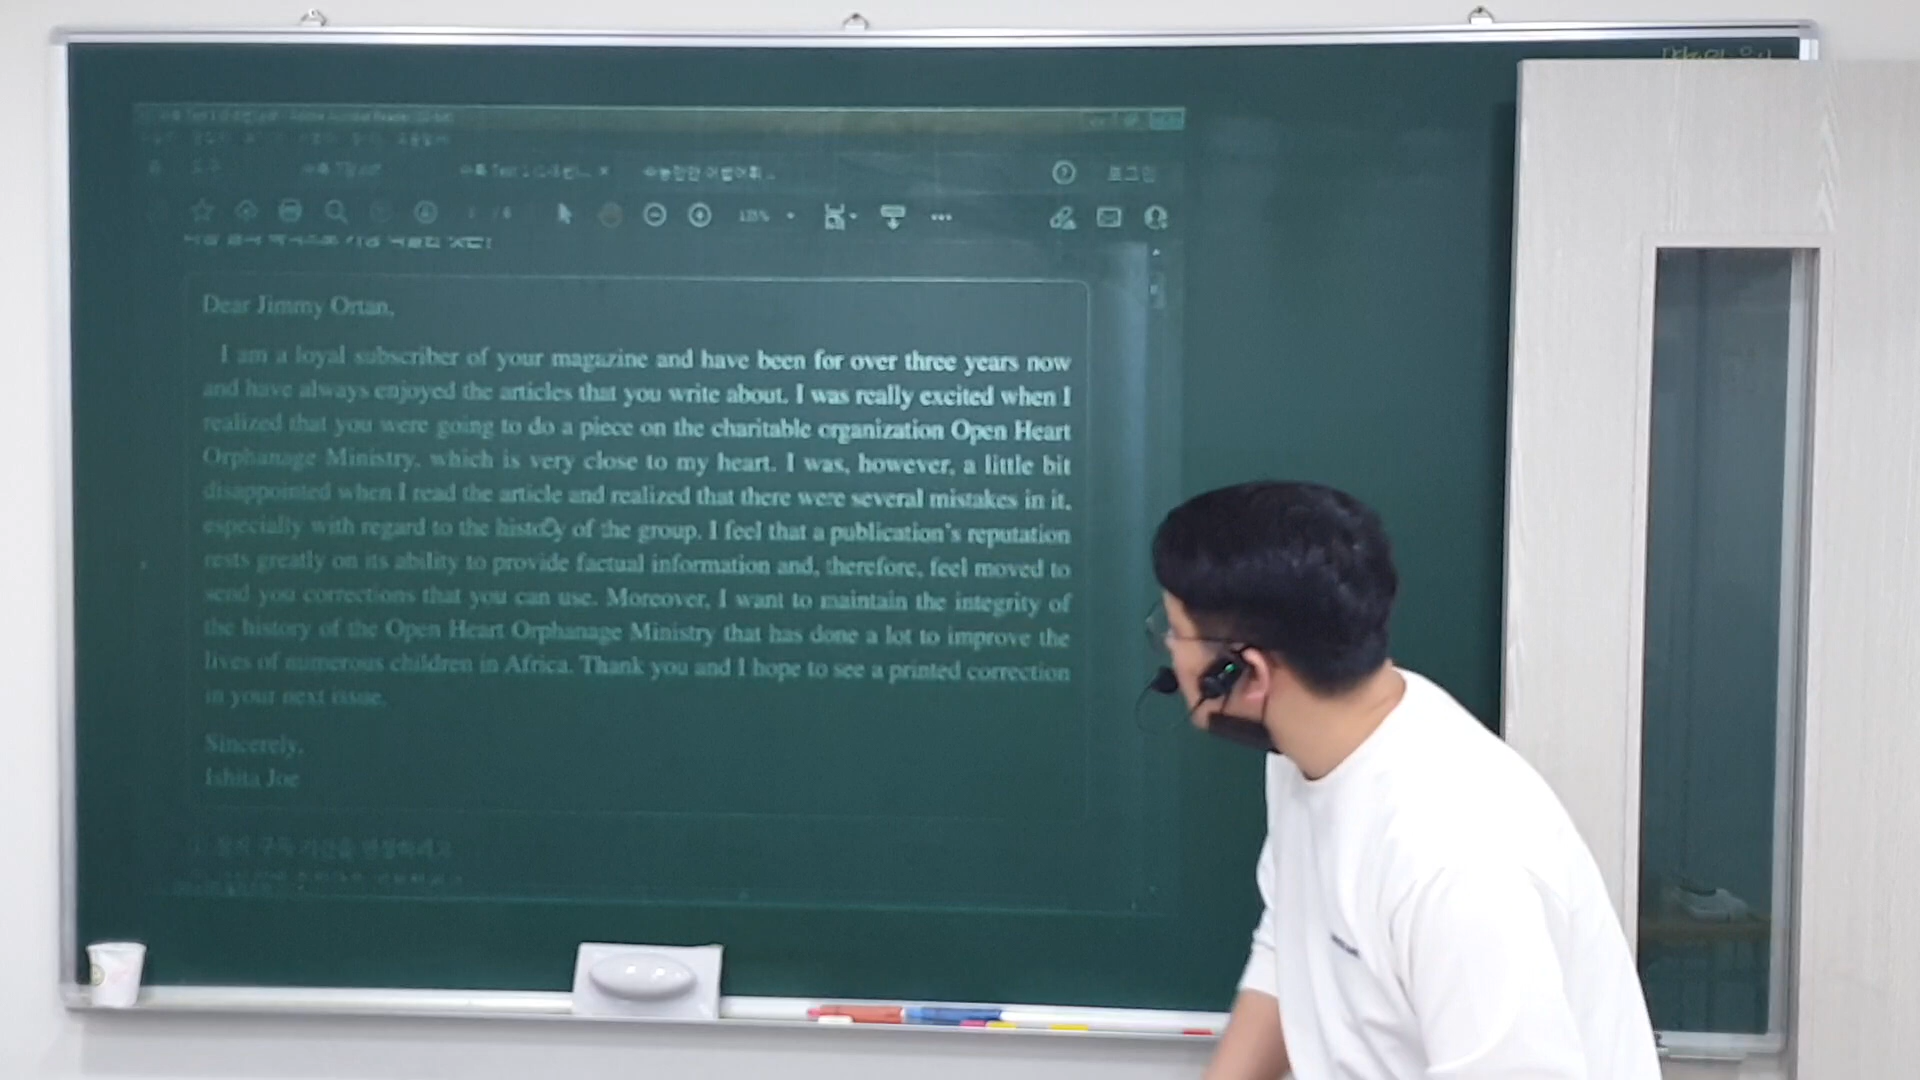 로그인
Dear Jimmy Ortan,
I am a loyal subscriber of your magazine and have been for over three years now
and have always enjoyed the articles that you write about. I was really excited when I
realized that you were going to do a piece on the charitable organization Open Heart
Orphanage Ministry, which is very close to my heart. I was, however, a little bit
disappointed when I read the article and realized that there were several mistakes in it,
especially with regard to the history of the group. I feel that a publication's reputation
rests greatly on its ability to provide factual information and, therefore, feel moved to
send you corrections that you can use. Moreover, I want to maintain the integrity of
the history of the Open Heart Orphanage Ministry that has done a lot to improve the
lives of numerous children in Africa. Thank you and I hope to see a printed correction
in your next issue.
Sincerely,
Ishita Joe